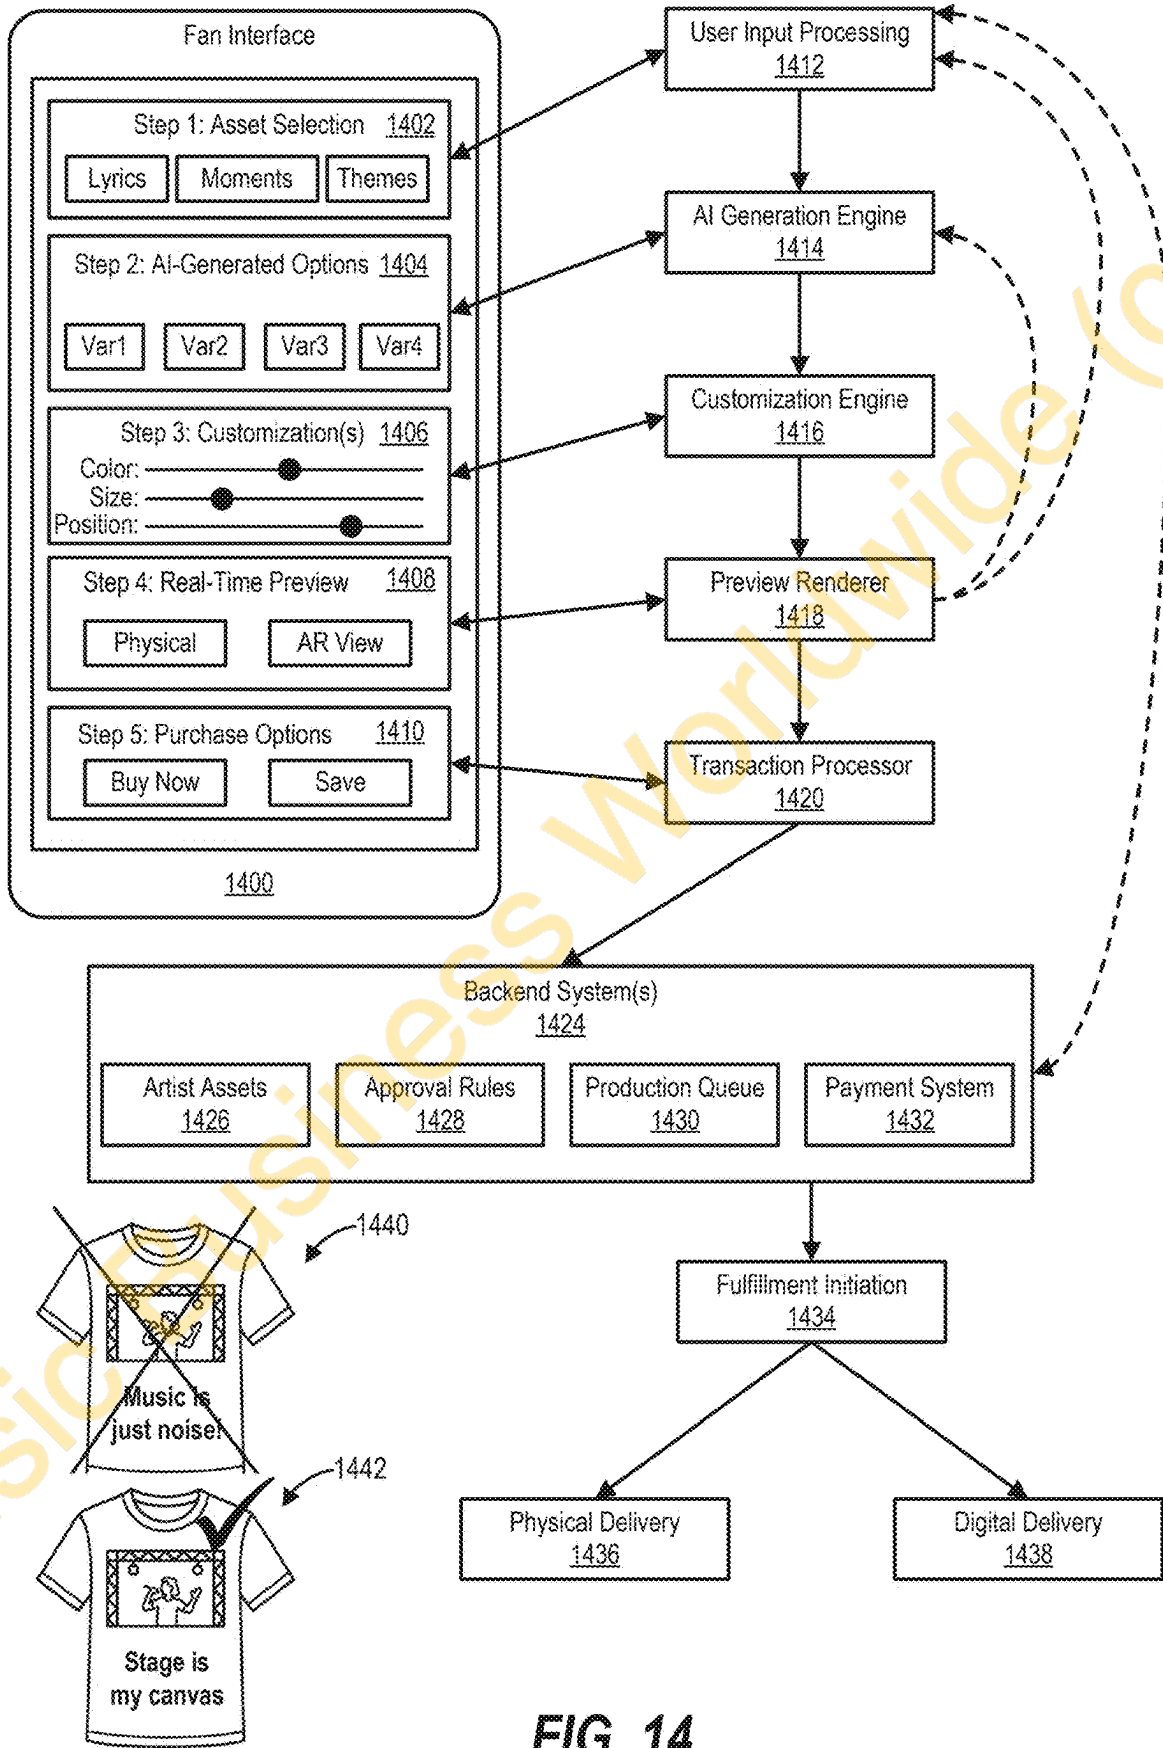 Fan Interface
Step 1: Asset Selection 1402
Lyrics Moments Themes
Step 2: AI-Generated Options 1404
Var1 Var2 Var3 Var4
Step 3: Customization(s) 1406
Color:
Size:
Position:
Step 4: Real-Time Preview 1408
Physical AR View
Step 5: Purchase Options 1410
Buy Now Save
1400
User Input Processing
1412
AI Generation Engine
1414
Customization Engine
1416
Preview Renderer
1418
Transaction Processor
1420
Backend System(s)
1424
Artist Assets
1426
Approval Rules
1428
Production Queue
1430
Payment System
1432
Fulfillment Initiation
1434
Physical Delivery
1436
Digital Delivery
1438
1440
Music is
just noise!
1442
Stage is
my canvas
FIG. 14
sic Business Worldwide (c